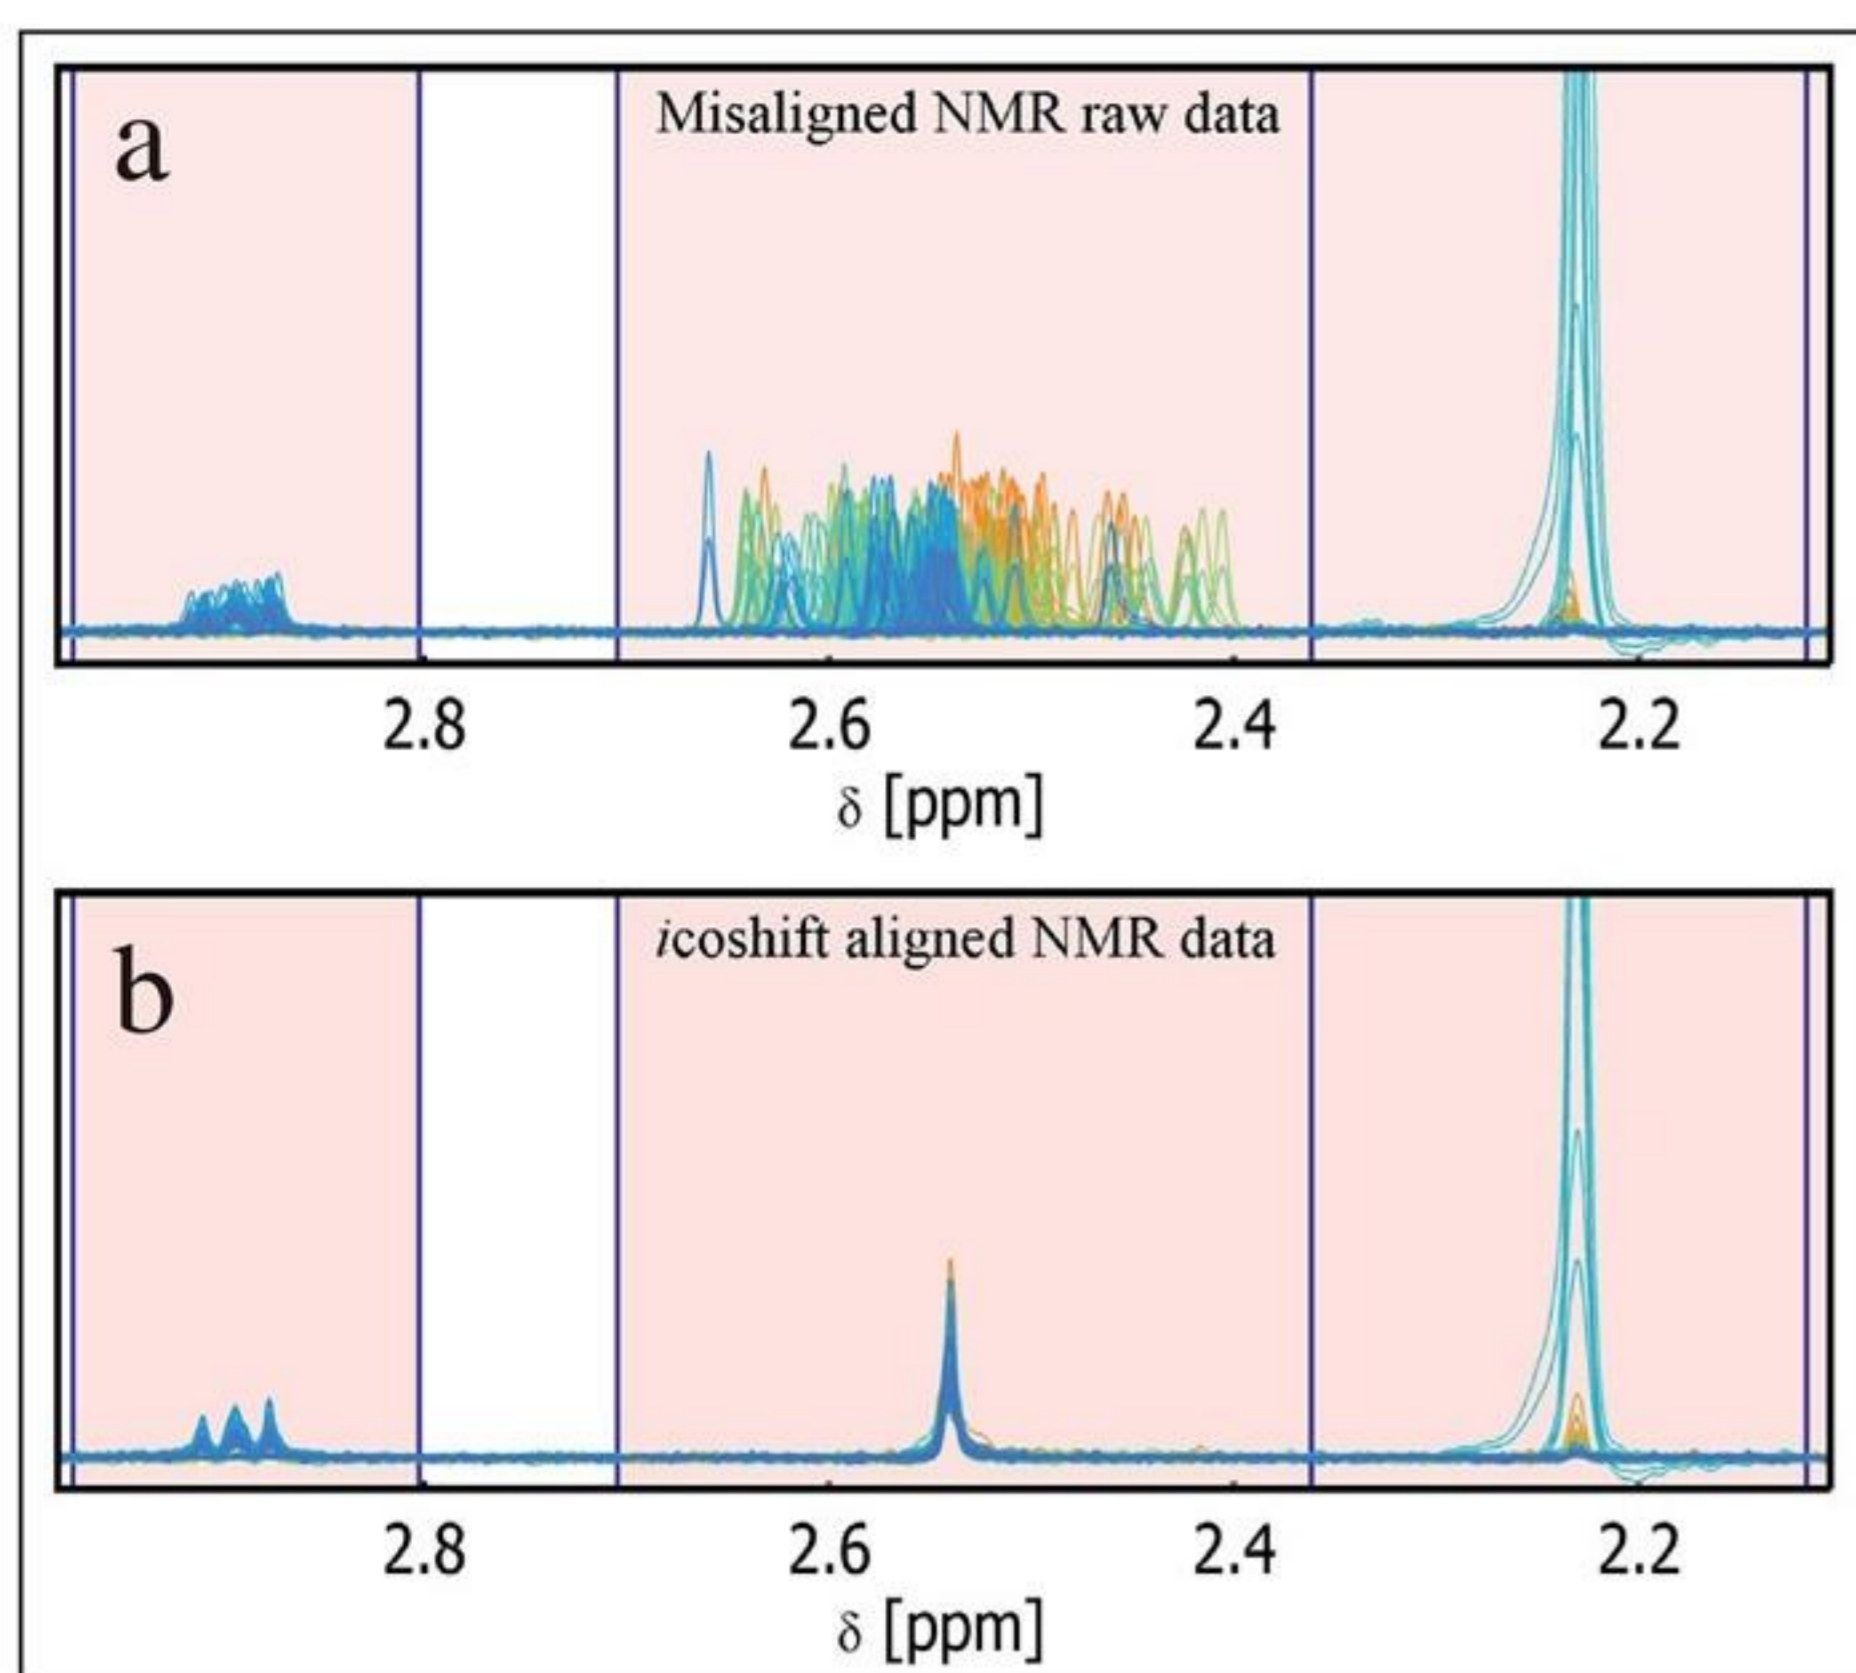 a
Misaligned NMR raw data
2.8 2.6 2.4 2.2
δ [ppm]
b
icoshift aligned NMR data
2.8 2.6 2.4 2.2
δ [ppm]